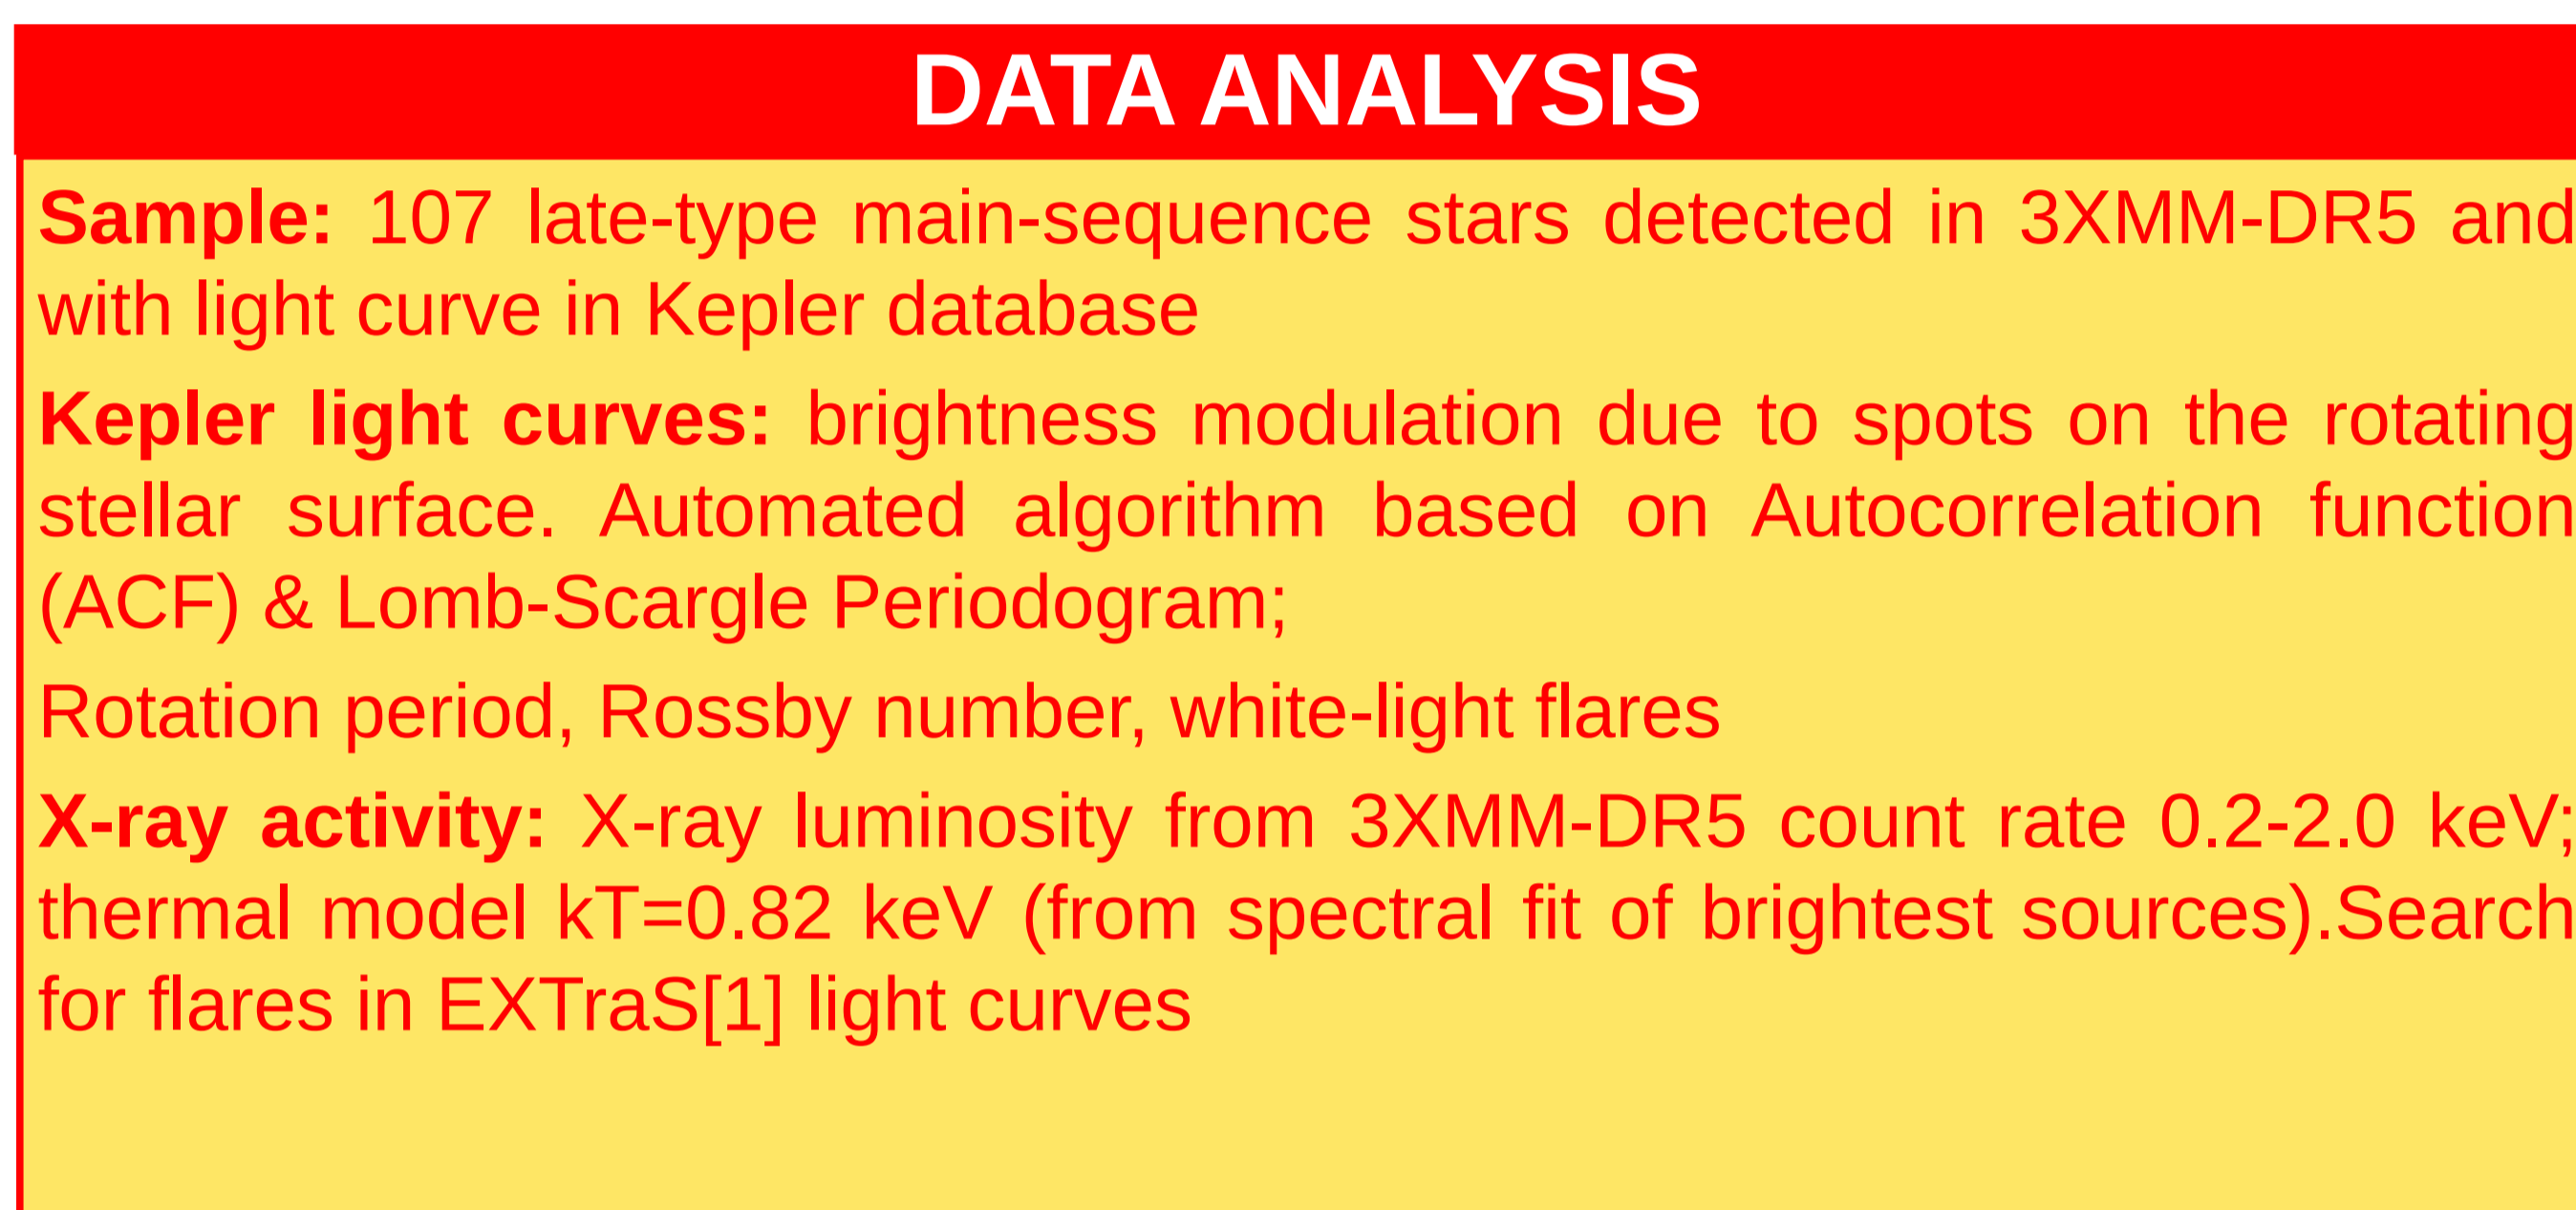 DATA ANALYSIS
Sample: 107 late-type main-sequence stars detected in 3XMM-DR5 and
with light curve in Kepler database
Kepler light curves: brightness modulation due to spots on the rotating
stellar surface. Automated algorithm based on Autocorrelation function
(ACF) & Lomb-Scargle Periodogram;
Rotation period, Rossby number, white-light flares
X-ray activity: X-ray luminosity from 3XMM-DR5 count rate 0.2-2.0 keV;
thermal model kT=0.82 keV (from spectral fit of brightest sources).Search
for flares in EXTraS[1] light curves